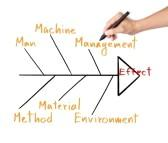 Machine
Man
Management
Effect
Material
Method
Environment